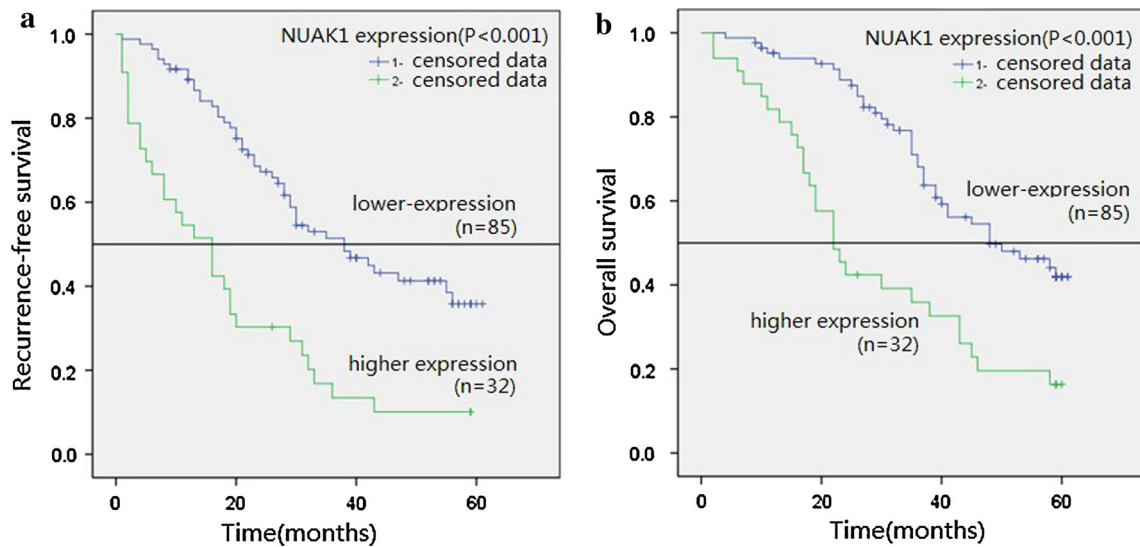 a
NUAK1 expression(P<0.001)
1- censored data
2- censored data
lower-expression
(n=85)
higher expression
(n=32)
Recurrence-free survival
1.0
0.8
0.6
0.4
0.2
0.0
0 20 40 60
Time(months)
b
NUAK1 expression(P<0.001)
1- censored data
2- censored data
lower-expression
(n=85)
higher expression
(n=32)
Overall survival
1.0
0.8
0.6
0.4
0.2
0.0
0 20 40 60
Time(months)